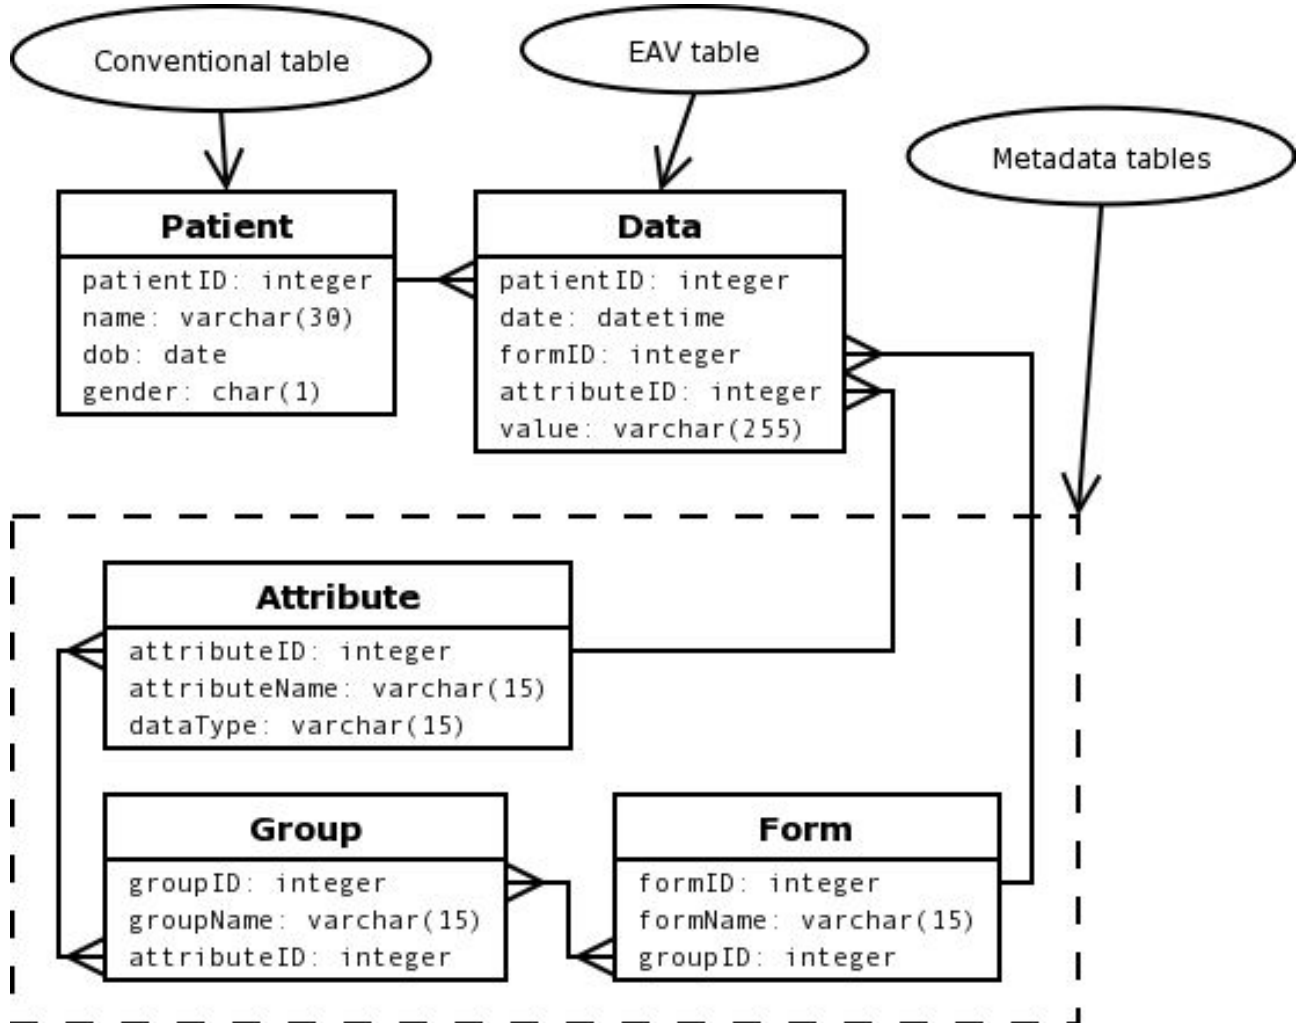 Conventional table
EAV table
Metadata tables
Patient
patientID: integer
name: varchar(30)
dob: date
gender: char(1)
Data
patientID: integer
date: datetime
formID: integer
attributeID: integer
value: varchar(255)
Attribute
attributeID: integer
attributeName: varchar(15)
dataType: varchar(15)
Group
groupID: integer
groupName: varchar(15)
attributeID: integer
Form
formID: integer
formName: varchar(15)
groupID: integer